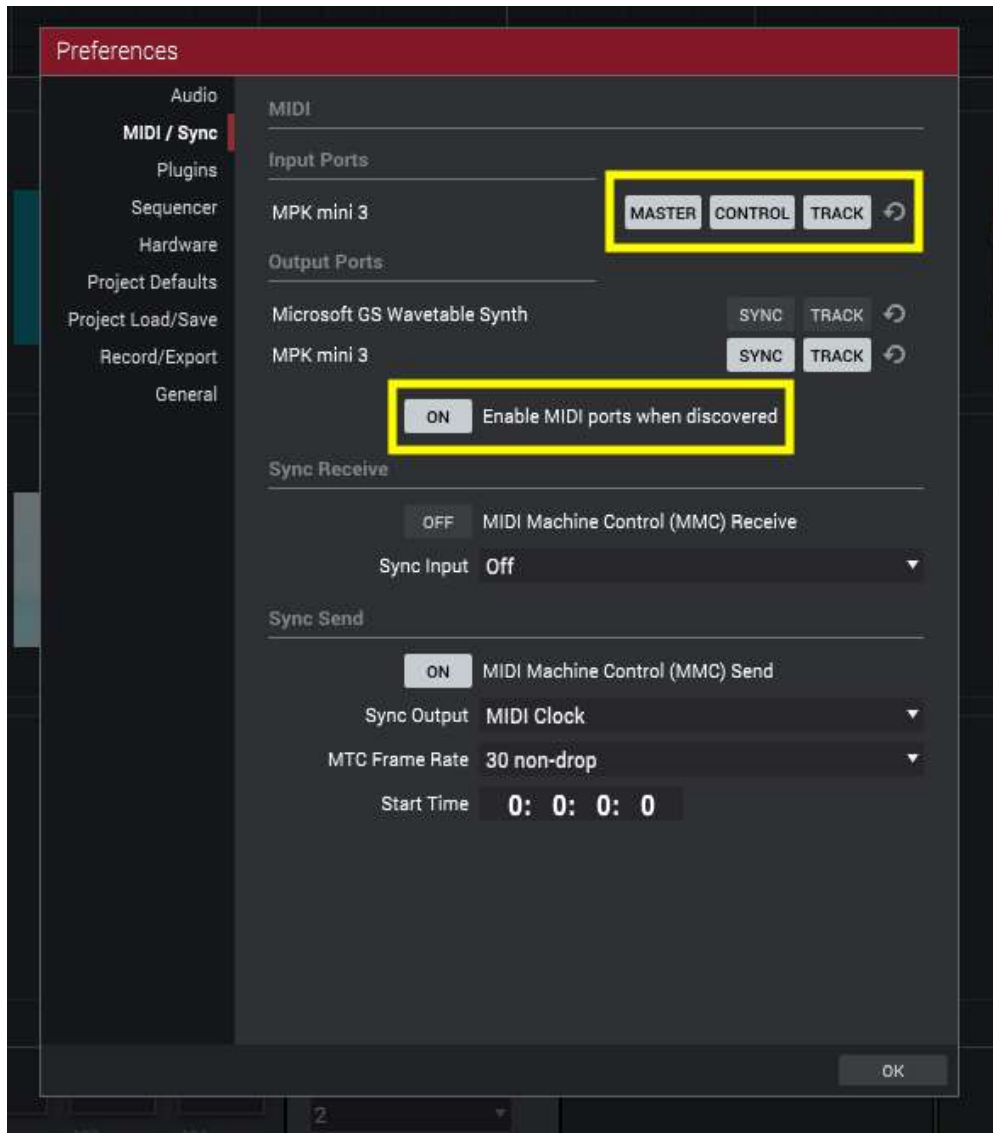 Preferences
Audio
MIDI / Sync
Plugins
Sequencer
Hardware
Project Defaults
Project Load/Save
Record/Export
General
MIDI
Input Ports
MPK mini 3 MASTER CONTROL TRACK
Output Ports
Microsoft GS Wavetable Synth SYNC TRACK
MPK mini 3 SYNC TRACK
ON Enable MIDI ports when discovered
Sync Receive
OFF MIDI Machine Control (MMC) Receive
Sync Input Off
Sync Send
ON MIDI Machine Control (MMC) Send
Sync Output MIDI Clock
MTC Frame Rate 30 non-drop
Start Time 0: 0: 0: 0
OK
2